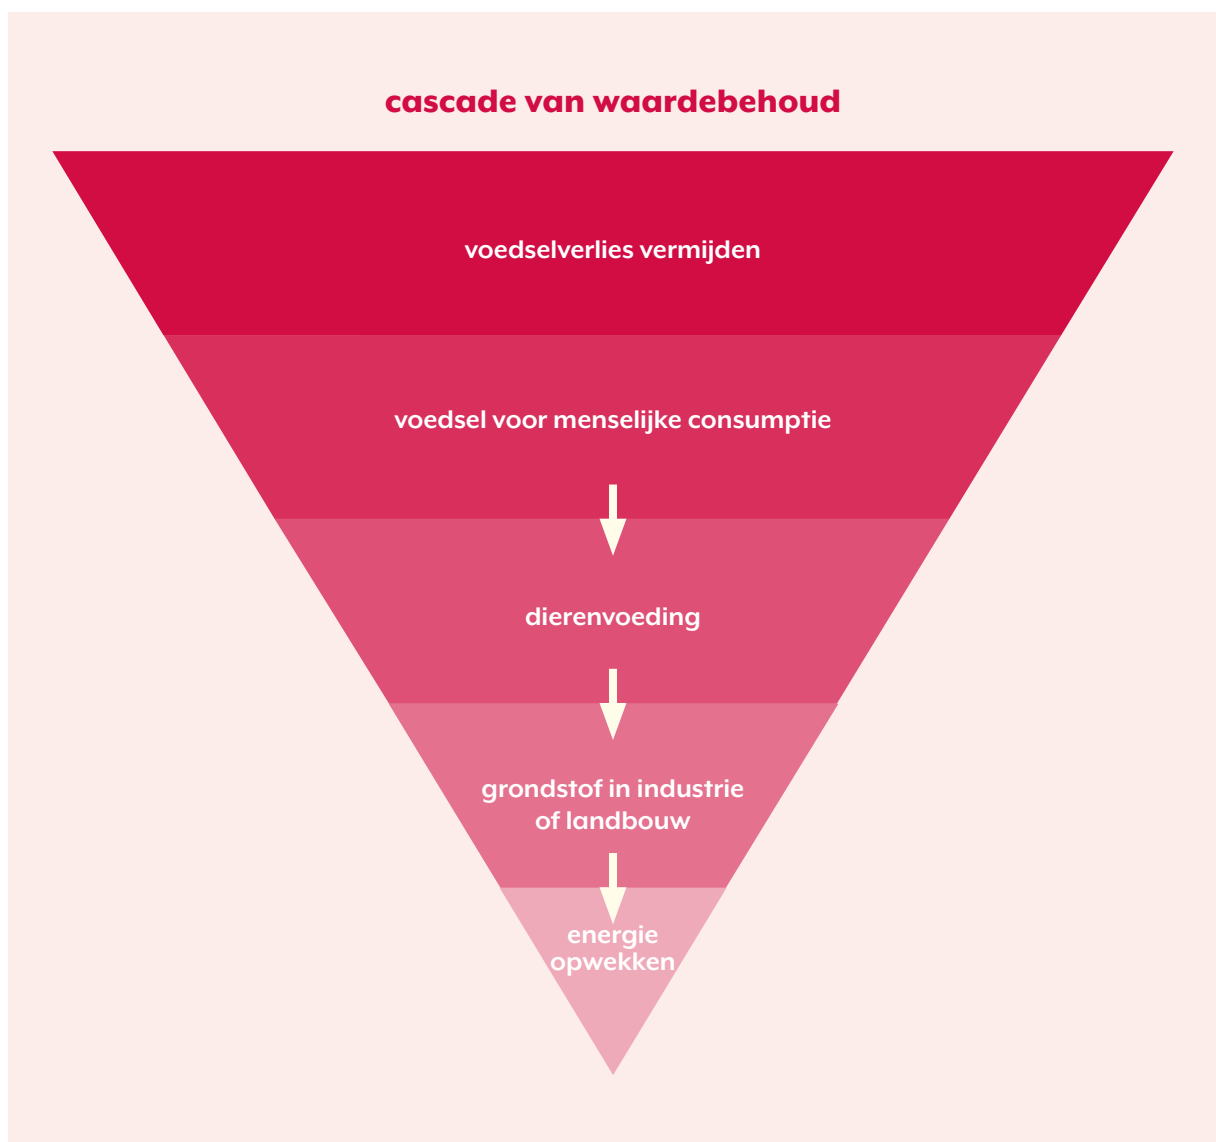 cascade van waardebehoud
voedselverlies vermijden
voedsel voor menselijke consumptie
dierenvoeding
grondstof in industrie
of landbouw
energie
opwekken